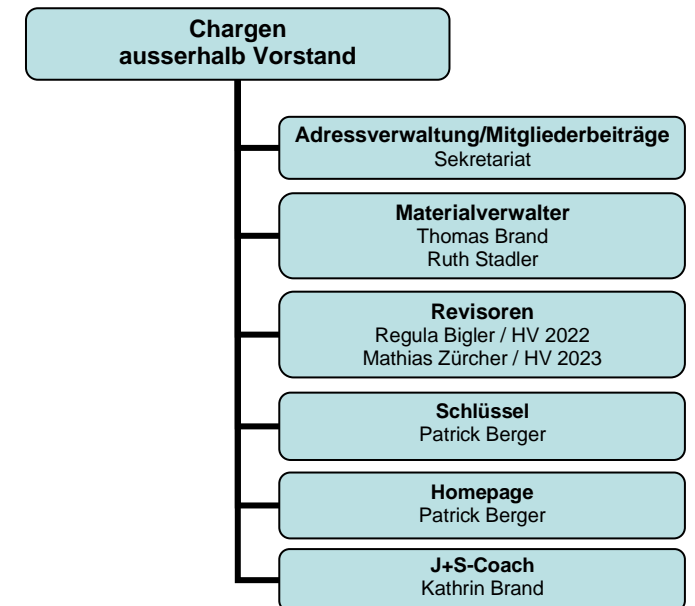 Chargen
ausserhalb Vorstand
Adressverwaltung/Mitgliederbeiträge
Sekretariat
Materialverwalter
Thomas Brand
Ruth Stadler
Revisoren
Regula Bigler / HV 2022
Mathias Zürcher / HV 2023
Schlüssel
Patrick Berger
Homepage
Patrick Berger
J+S-Coach
Kathrin Brand